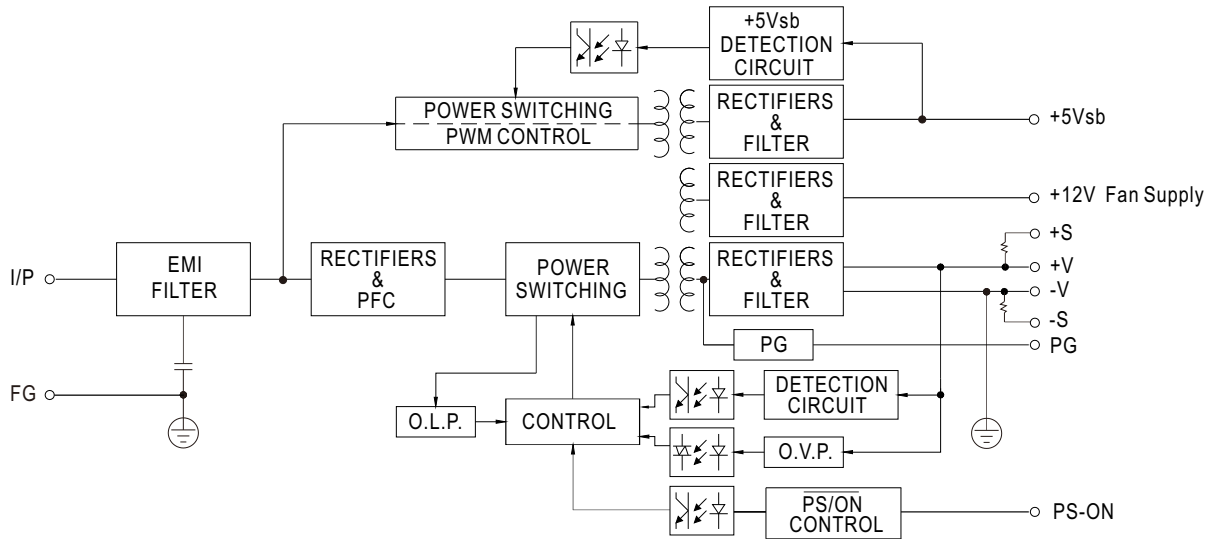 +5Vsb
DETECTION
CIRCUIT
POWER SWITCHING
PWM CONTROL
RECTIFIERS
&
FILTER
+5Vsb
RECTIFIERS
&
FILTER
+12V Fan Supply
I/P
EMI
FILTER
RECTIFIERS
&
PFC
POWER
SWITCHING
RECTIFIERS
&
FILTER
+S
+V
-V
-S
PG
PG
FG
O.L.P.
CONTROL
DETECTION
CIRCUIT
O.V.P.
PS/ON
CONTROL
PS-ON